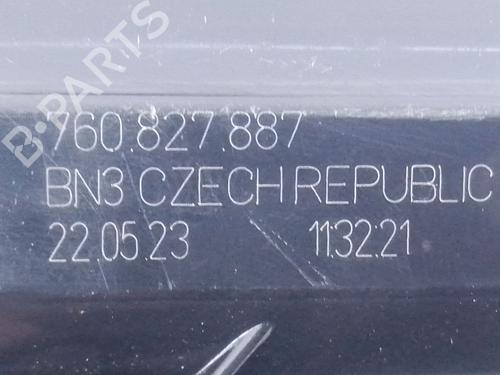 760.827.887
BN3 CZECH REPUBLIC
22.05.23 11:32:21
B-PARTS